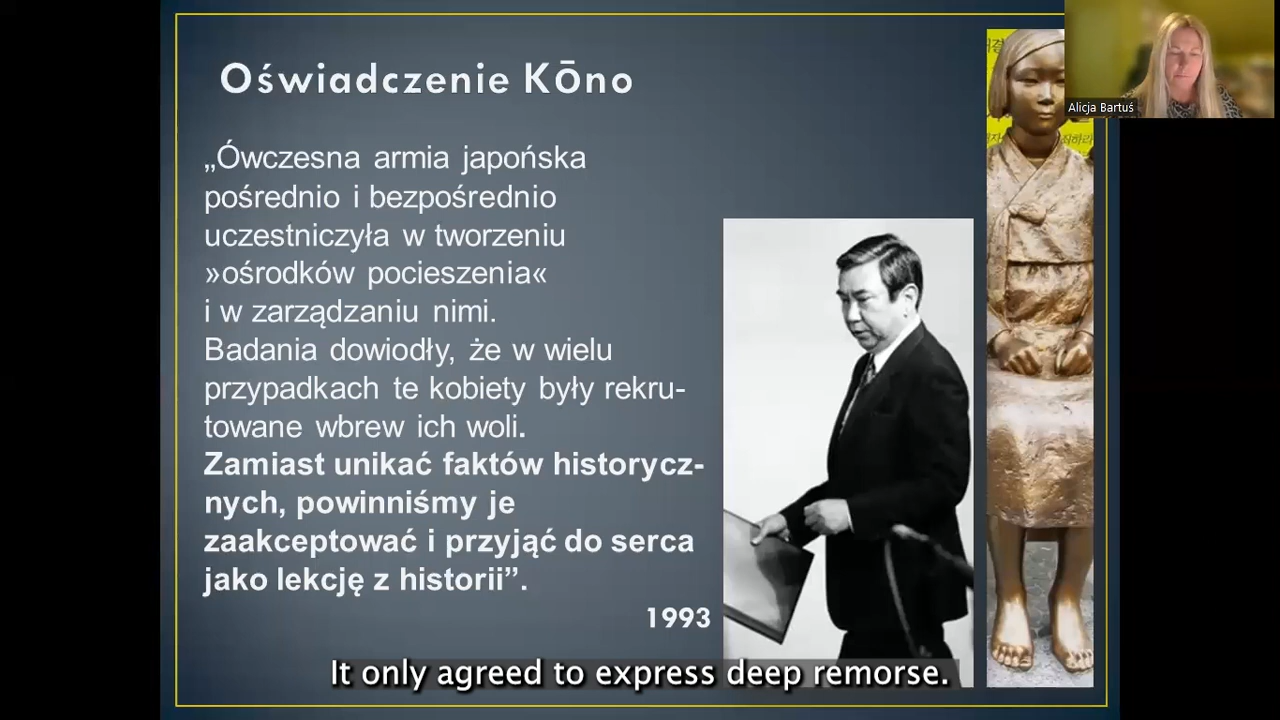 Oświadczenie Kōno
Alicja Bartuś
„Ówczesna armia japońska
pośrednio i bezpośrednio
uczestniczyła w tworzeniu
»ośrodków pocieszenia«
i w zarządzaniu nimi.
Badania dowiodły, że w wielu
przypadkach te kobiety były rekru-
towane wbrew ich woli.
Zamiast unikać faktów historycz-
nych, powinniśmy je
zaakceptować i przyjąć do serca
jako lekcję z historii”.
1993
It only agreed to express deep remorse.